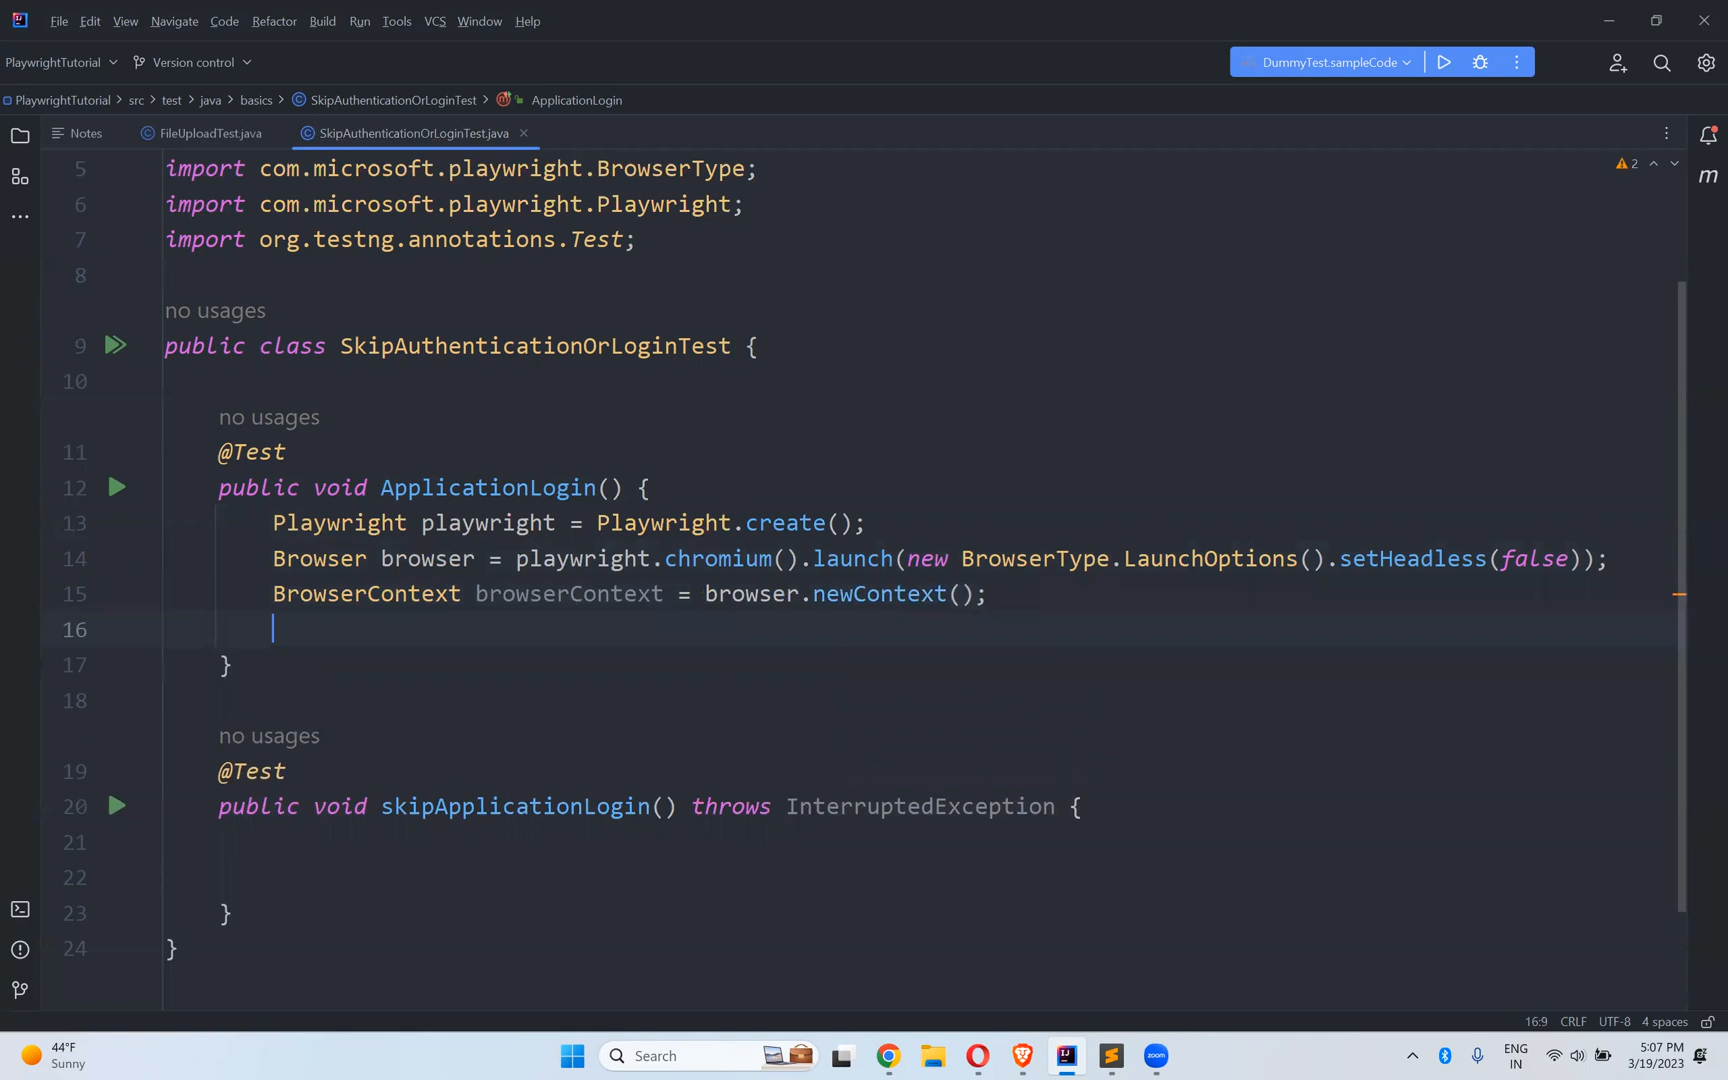 File Edit View Navigate Code Refactor Build Run Tools VCS Window Help
PlaywrightTutorial Version control DummyTest.sampleCode
PlaywrightTutorial src test java basics SkipAuthenticationOrLoginTest ApplicationLogin
Notes FileUploadTest.java SkipAuthenticationOrLoginTest.java
5 import com.microsoft.playwright.BrowserType;
2
6 import com.microsoft.playwright.Playwright;
7 import org.testng.annotations.Test;
8
no usages
9 public class SkipAuthenticationOrLoginTest {
10
no usages
11 @Test
12 public void ApplicationLogin() {
13 Playwright playwright = Playwright.create();
14 Browser browser = playwright.chromium().launch(new BrowserType.LaunchOptions().setHeadless(false));
15 BrowserContext browserContext = browser.newContext();
16
17 }
18
no usages
19 @Test
20 public void skipApplicationLogin() throws InterruptedException {
21
22
23 }
24 }
16:9 CRLF UTF-8 4 spaces
44°F
Sunny
Search
zoom
ENG
IN
5:07 PM
3/19/2023